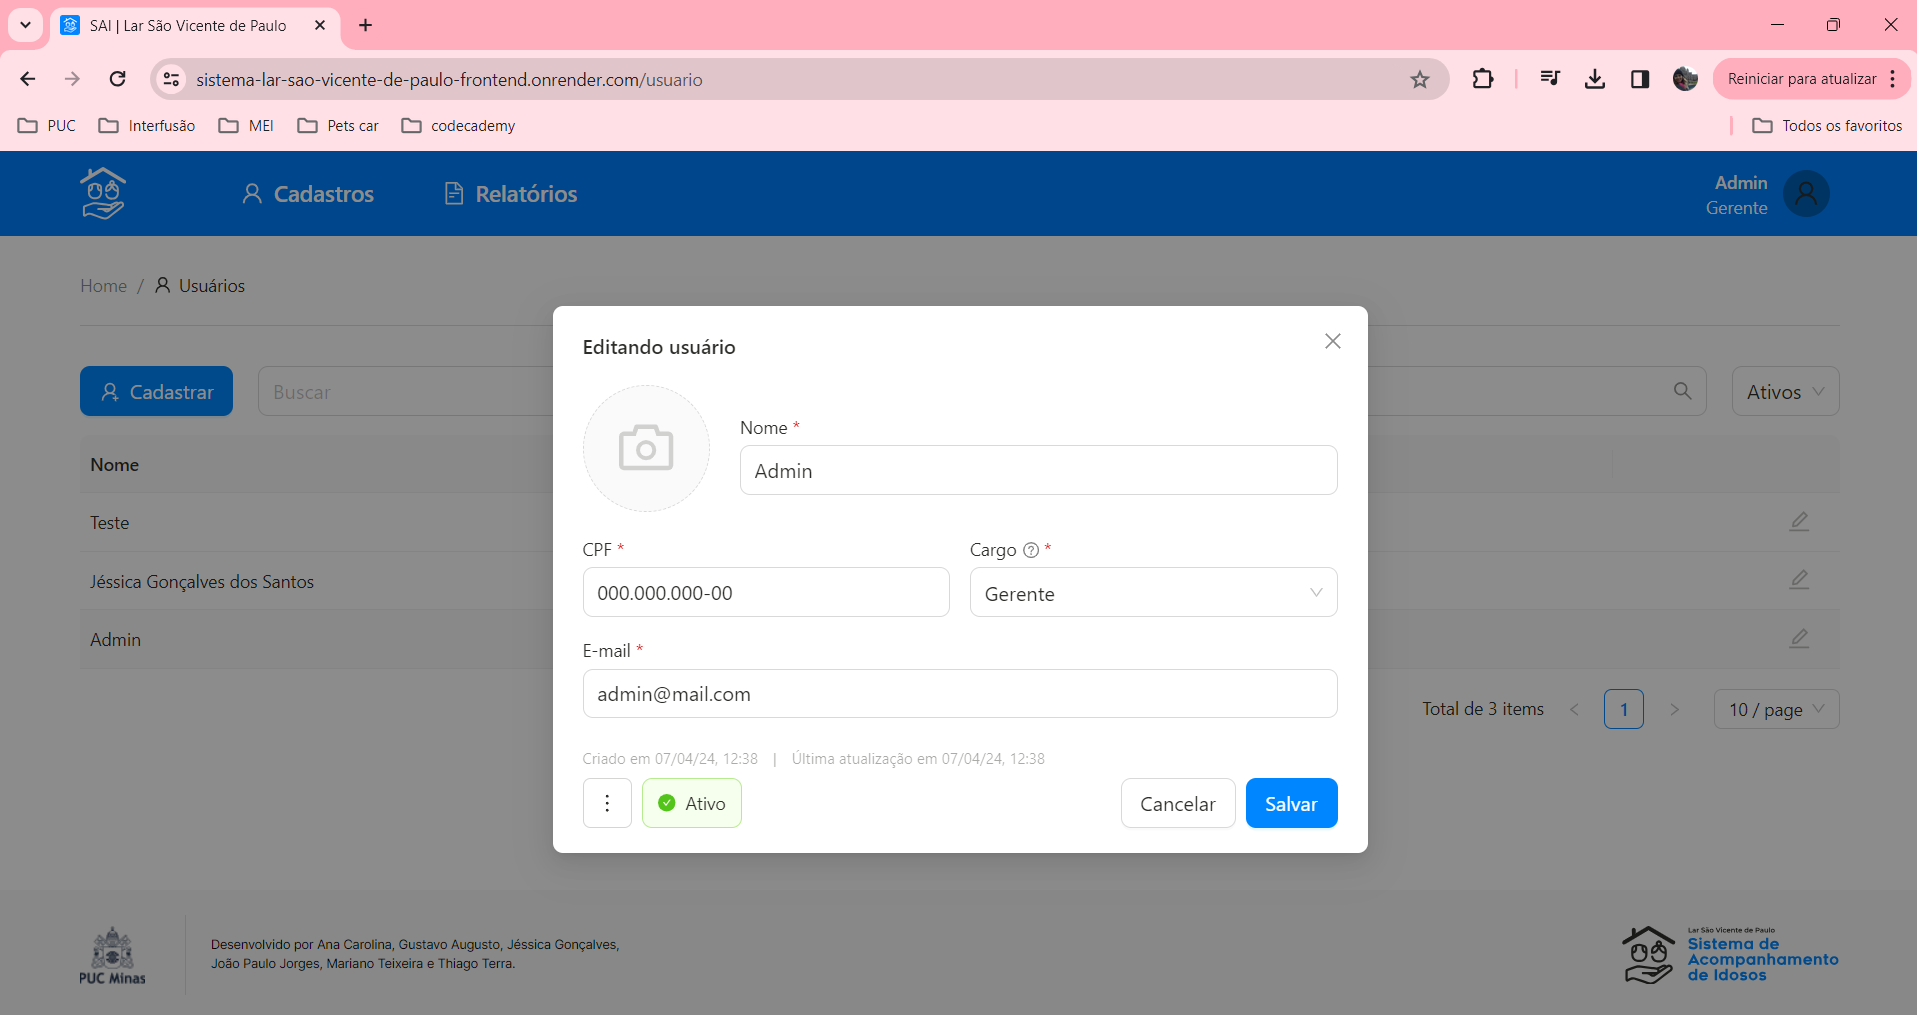 SAI | Lar São Vicente de Paulo
sistema-lar-sao-vicente-de-paulo-frontend.onrender.com/usuario
Reiniciar para atualizar
PUC
Interfusão
MEI
Pets car
codecademy
Todos os favoritos
Cadastros
Relatórios
Admin
Gerente
Home / Usuários
Cadastrar
Buscar
Ativos
Nome
Teste
Jéssica Gonçalves dos Santos
Admin
Total de 3 items
1
10 / page
Editando usuário
Nome *
Admin
CPF *
000.000.000-00
Cargo *
Gerente
E-mail *
admin@mail.com
Criado em 07/04/24, 12:38 | Última atualização em 07/04/24, 12:38
Ativo
Cancelar
Salvar
PUC Minas
Desenvolvido por Ana Carolina, Gustavo Augusto, Jéssica Gonçalves,
João Paulo Jorges, Mariano Teixeira e Thiago Terra.
Lar São Vicente de Paulo
Sistema de
Acompanhamento
de Idosos